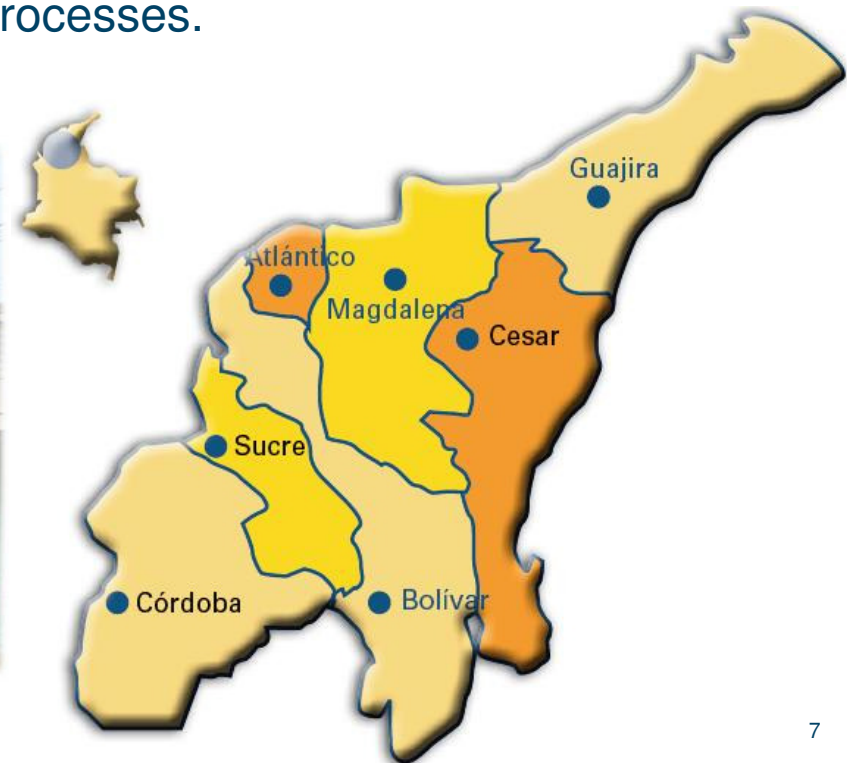 rocesses.
Guajira
Atlántico
Magdalena
Cesar
Sucre
Córdoba
Bolívar
7